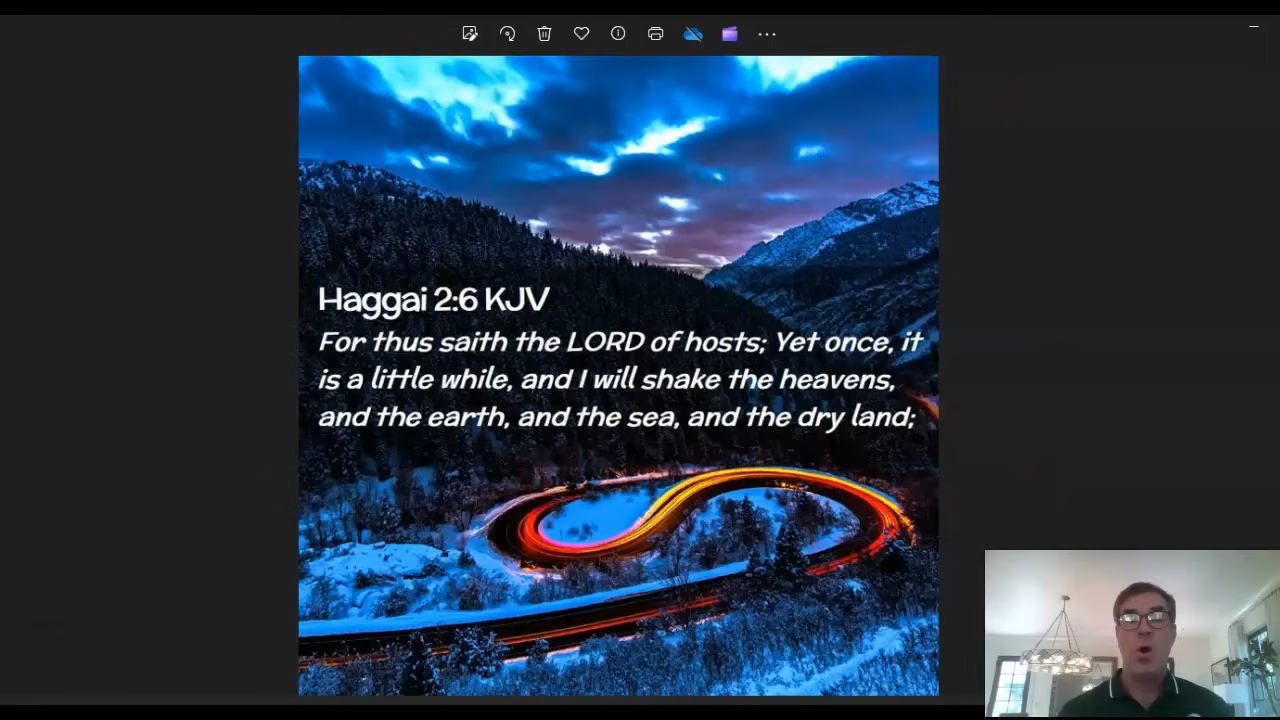 Haggai 2:6 KJV
For thus saith the LORD of hosts; Yet once, it
is a little while, and I will shake the heavens,
and the earth, and the sea, and the dry land;